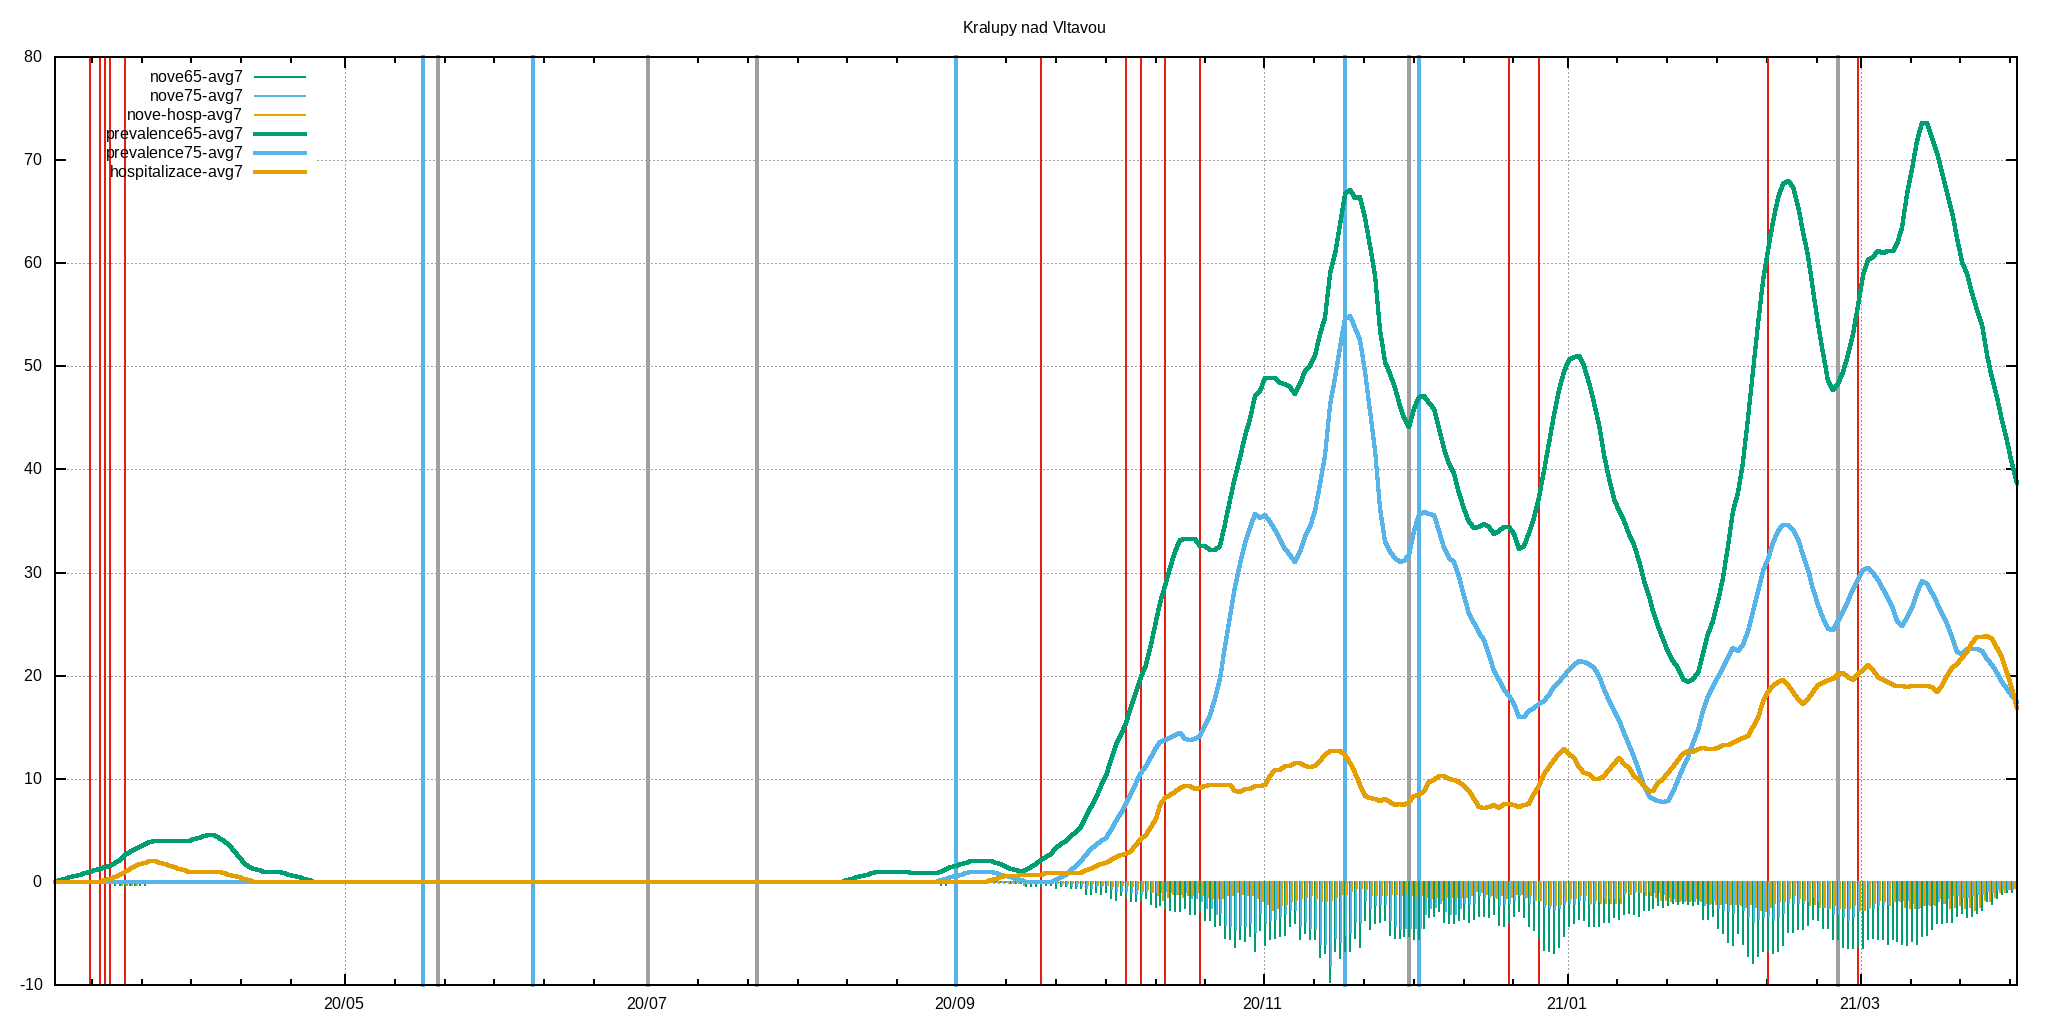 Kralupy nad Vltavou
80
70
60
50
40
30
20
10
0
-10
nove65-avg7
nove75-avg7
nove-hosp-avg7
prevalence65-avg7
prevalence75-avg7
hospitalizace-avg7
20/05 20/07 20/09 20/11 21/01 21/03